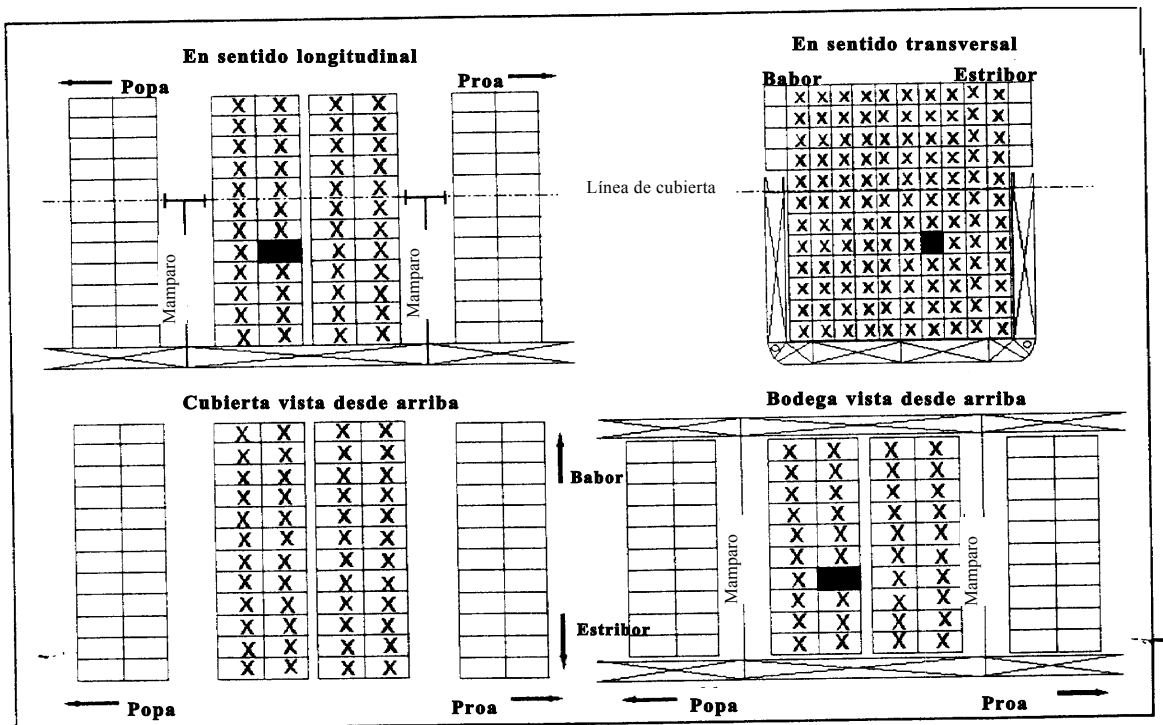 En sentido longitudinal
Popa
Proa
Mamparo
Mamparo
En sentido transversal
Babor
Estribor
Línea de cubierta
Cubierta vista desde arriba
Babor
Estribor
Popa
Proa
Bodega vista desde arriba
Mamparo
Mamparo
Popa
Proa